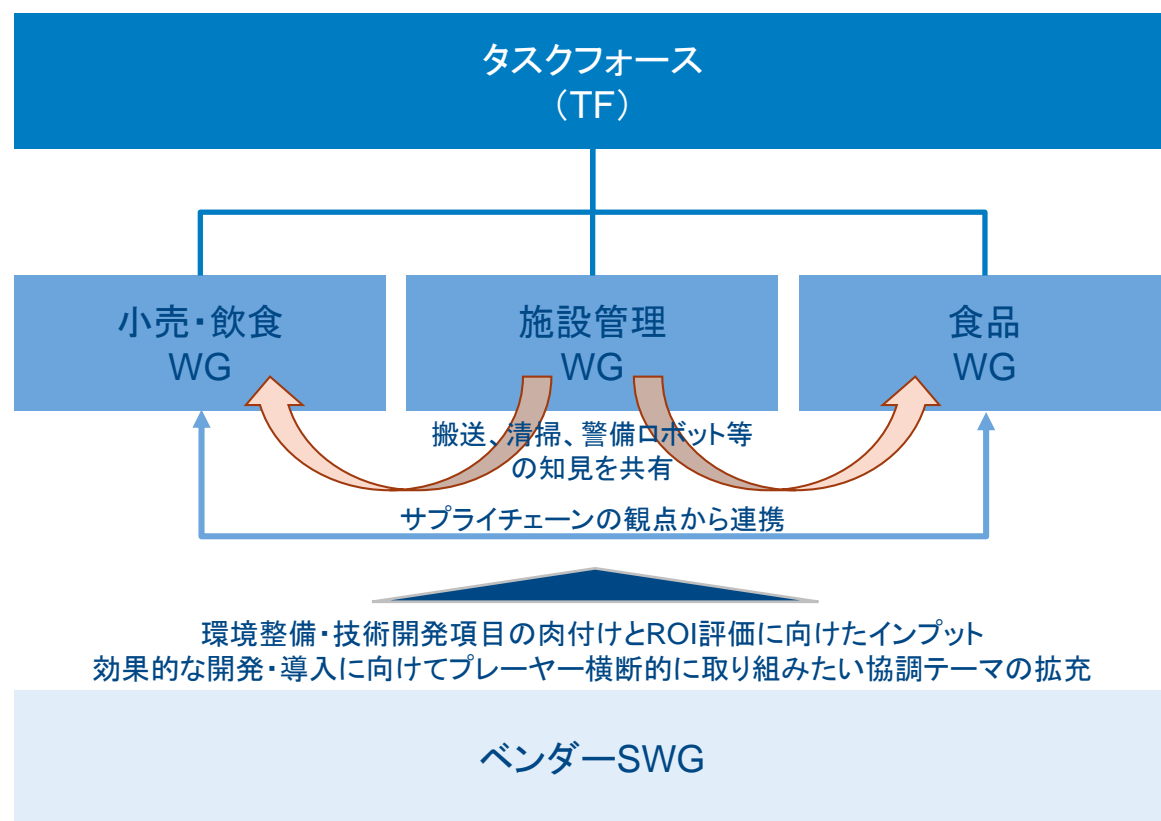 タスクフォース
（TF）
小売・飲食
WG
施設管理
WG
食品
WG
搬送、清掃、警備ロボット等
の知見を共有
サプライチェーンの観点から連携
環境整備・技術開発項目の肉付けとROI評価に向けたインプット
効果的な開発・導入に向けてプレーヤー横断的に取り組みたい協調テーマの拡充
ベンダーSWG